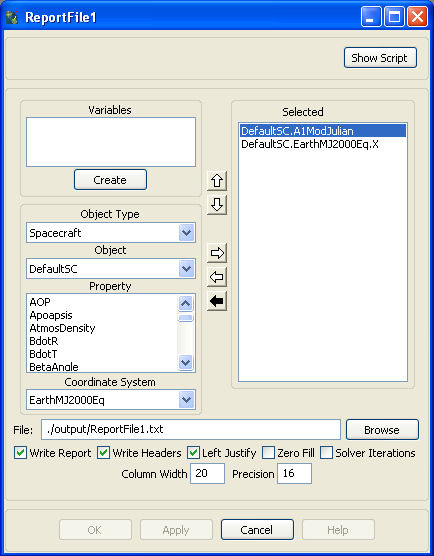 ReportFile1
Show Script
Variables
Create
Object Type
Spacecraft
Object
DefaultSC
Property
AOP
Apoapsis
AtmosDensity
BdotR
BdotT
BetaAngle
Coordinate System
EarthMJ2000Eq
Selected
DefaultSC.A1ModJulian
DefaultSC.EarthMJ2000Eq.X
File: ./output/ReportFile1.txt Browse
Write Report Write Headers Left Justify Zero Fill Solver Iterations
Column Width 20 Precision 16
OK Apply Cancel Help